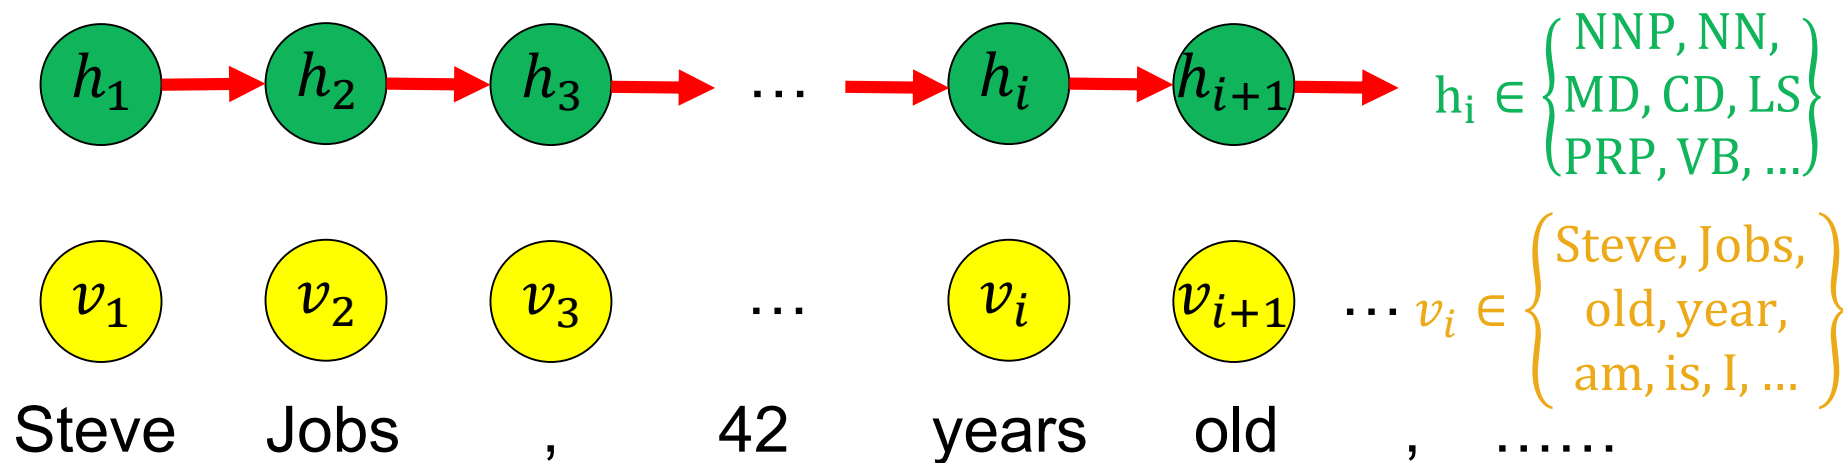 h₁ h₂ h₃ … hᵢ hᵢ₊₁ hᵢ ∈ {NNP, NN,
MD, CD, LS
PRP, VB, …}
v₁ v₂ v₃ … vᵢ vᵢ₊₁ … vᵢ ∈ {Steve, Jobs,
old, year,
am, is, I, …}
Steve Jobs , 42 years old , ……